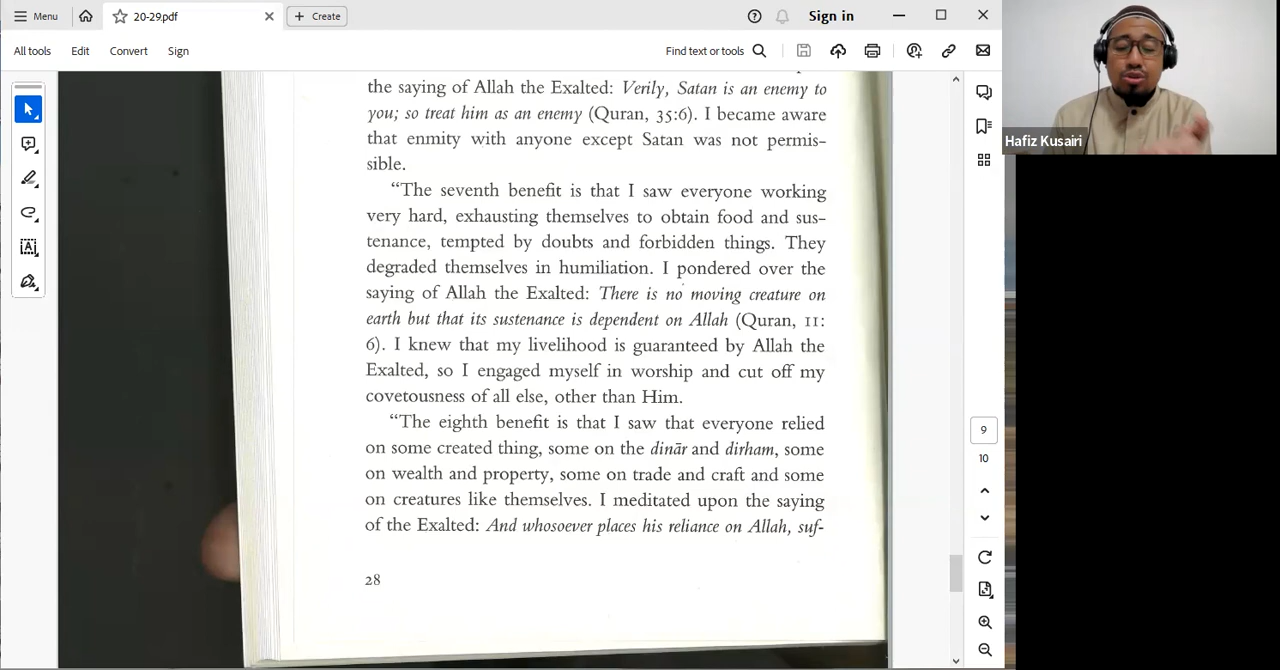 Menu
20-29.pdf
Create
Sign in
All tools
Edit
Convert
Sign
Find text or tools
the saying of Allah the Exalted: Verily, Satan is an enemy to
you; so treat him as an enemy (Quran, 35:6). I became aware
that enmity with anyone except Satan was not permis-
sible.
“The seventh benefit is that I saw everyone working
very hard, exhausting themselves to obtain food and sus-
tenance, tempted by doubts and forbidden things. They
degraded themselves in humiliation. I pondered over the
saying of Allah the Exalted: There is no moving creature on
earth but that its sustenance is dependent on Allah (Quran, 11:
6). I knew that my livelihood is guaranteed by Allah the
Exalted, so I engaged myself in worship and cut off my
covetousness of all else, other than Him.
“The eighth benefit is that I saw that everyone relied
on some created thing, some on the dinār and dirham, some
on wealth and property, some on trade and craft and some
on creatures like themselves. I meditated upon the saying
of the Exalted: And whosoever places his reliance on Allah, suf-
28
9
10
Hafiz Kusairi